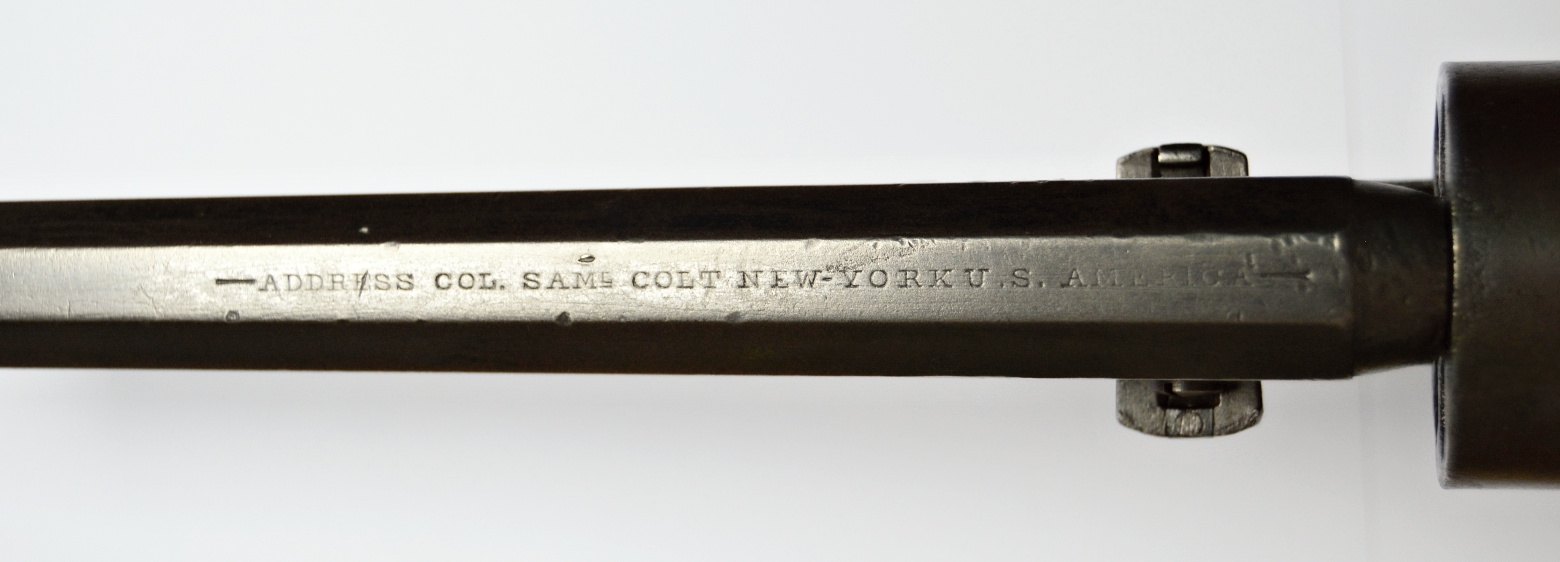 —ADDRESS COL. SAMᴸ COLT NEW-YORK U.S. AMERICA—